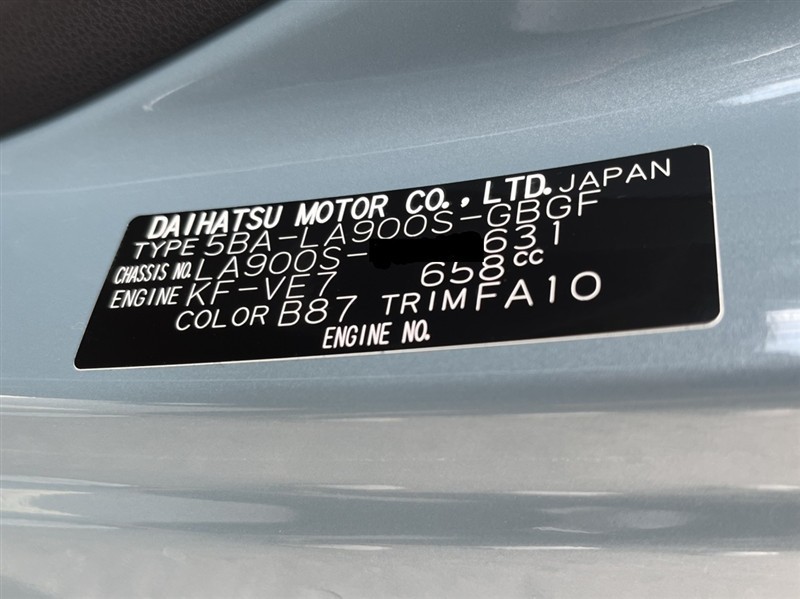 DAIHATSU MOTOR CO., LTD. JAPAN
TYPE 5BA-LA900S-GBGF
CHASSIS NO. LA900S- 631
ENGINE KF-VE7 658cc
COLOR B87 TRIM FA10
ENGINE NO.